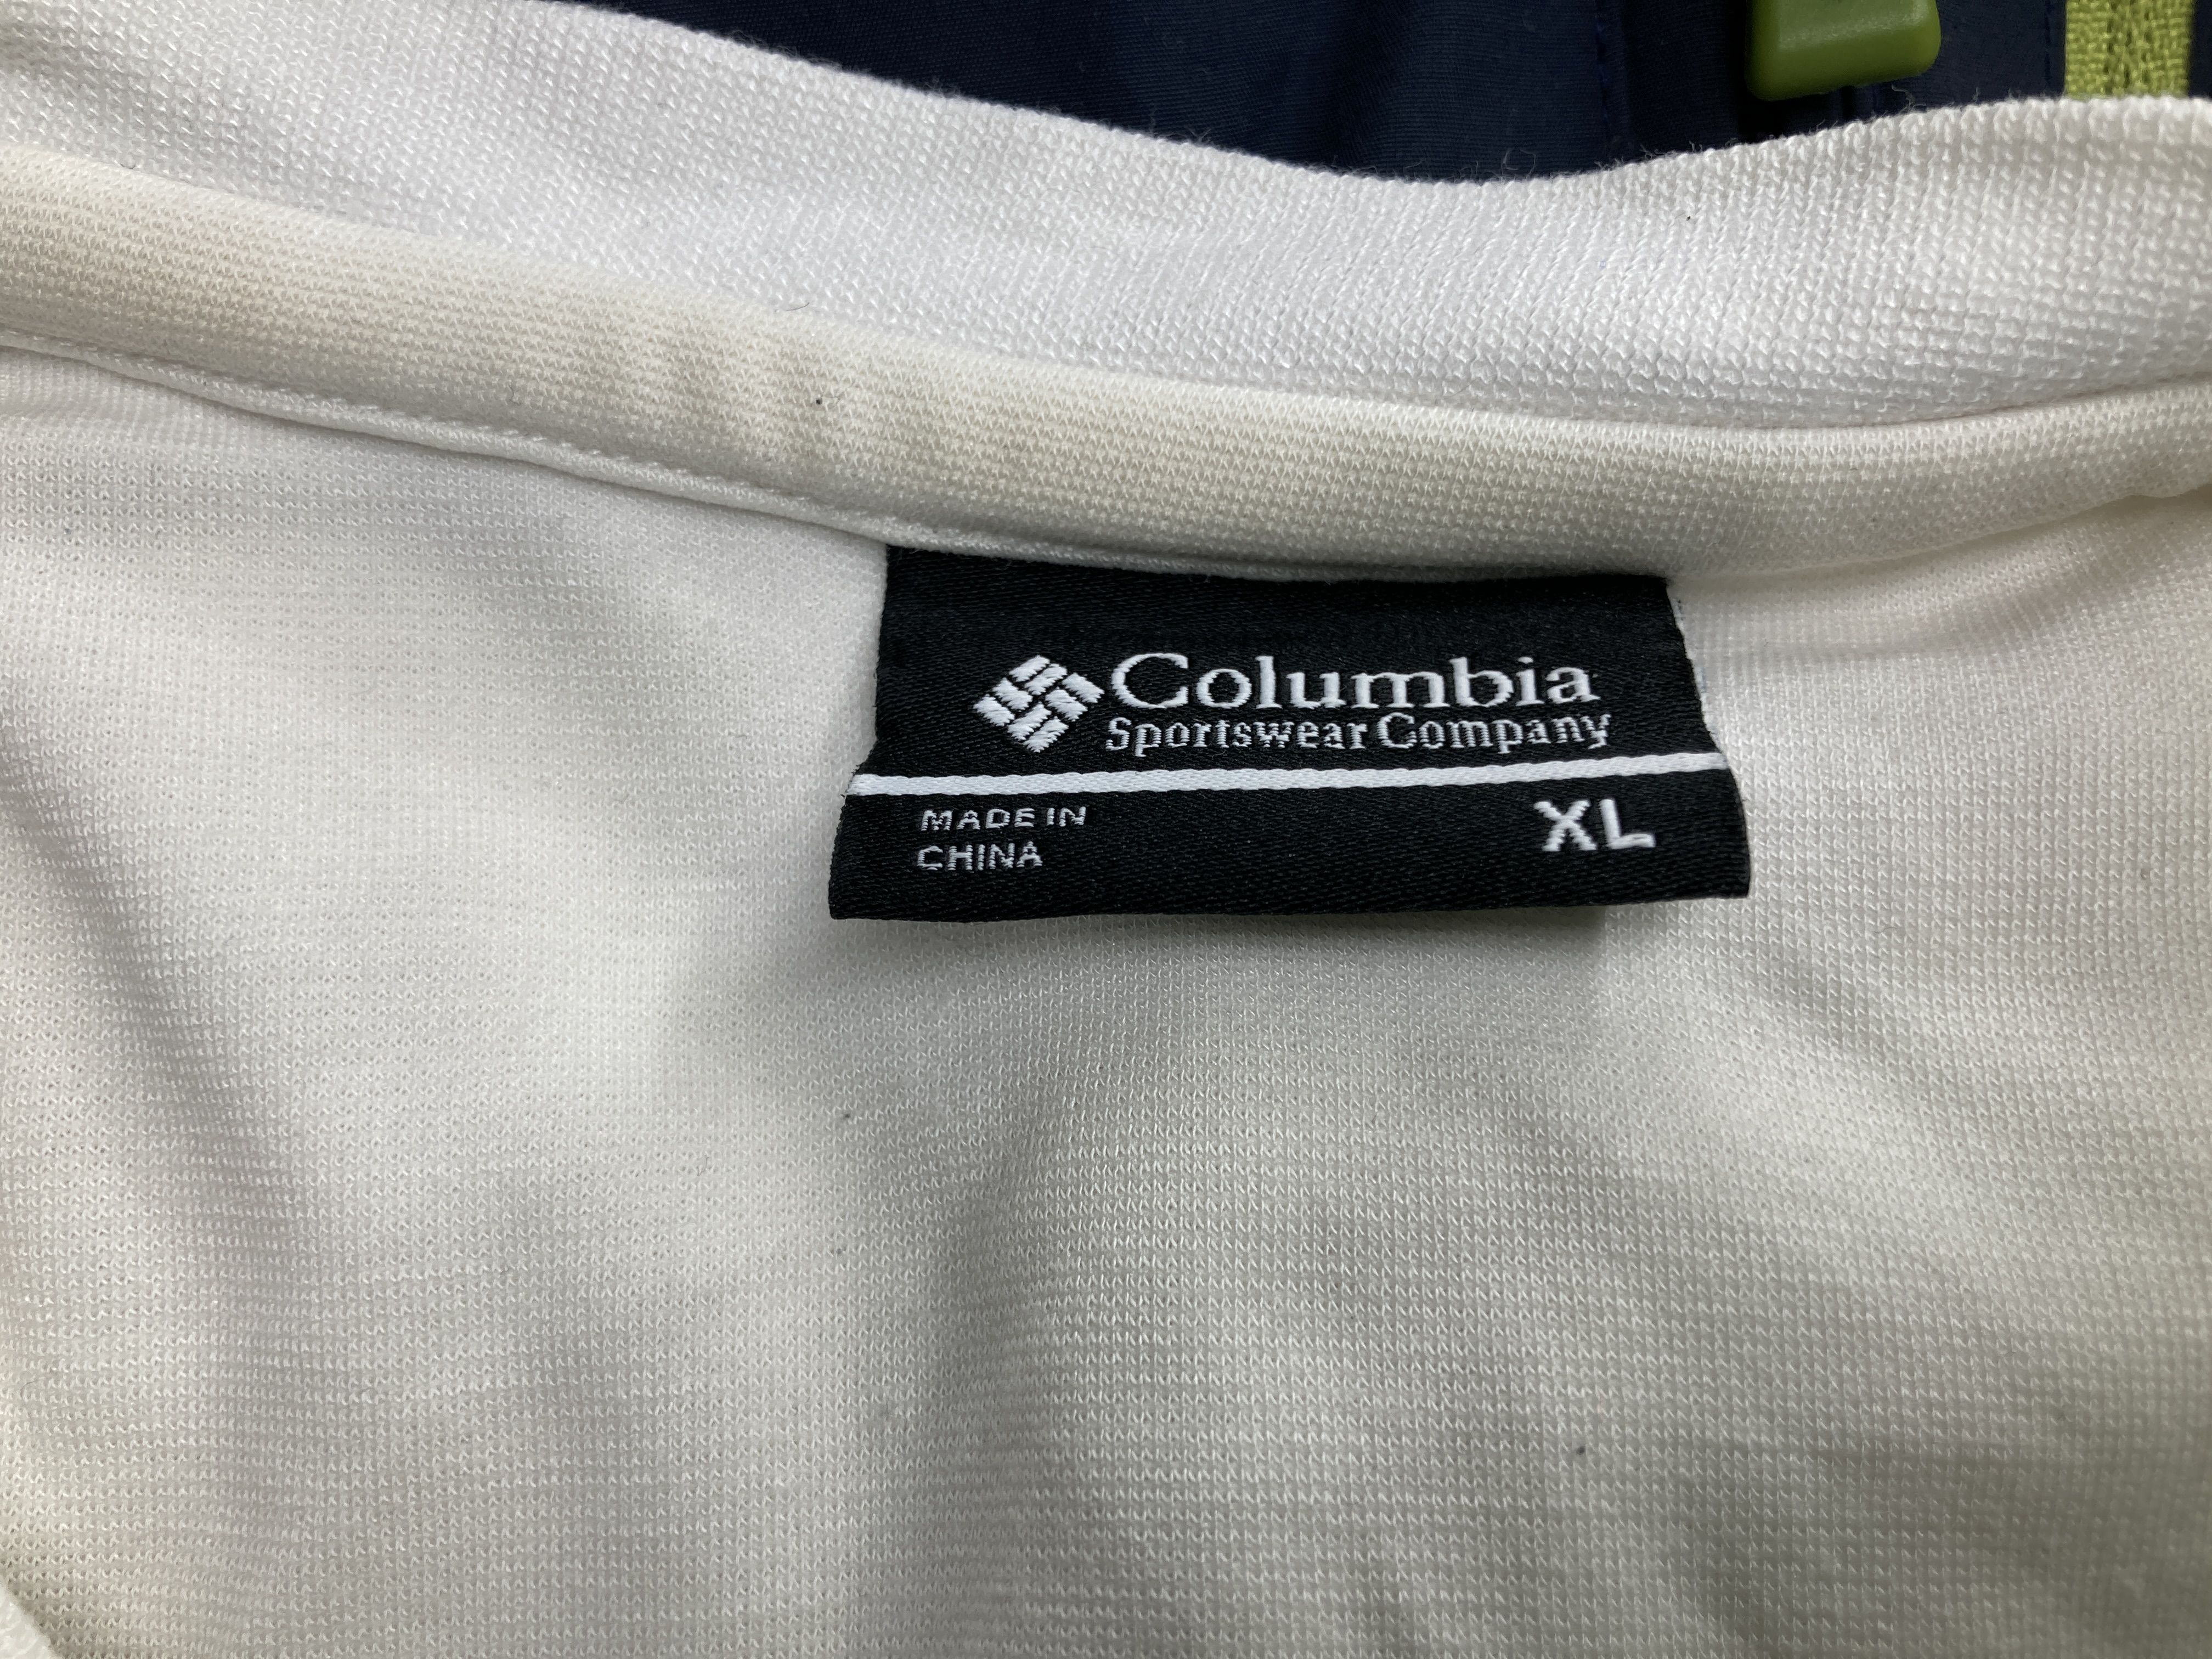 Columbia
Sportswear Company
MADE IN
CHINA
XL